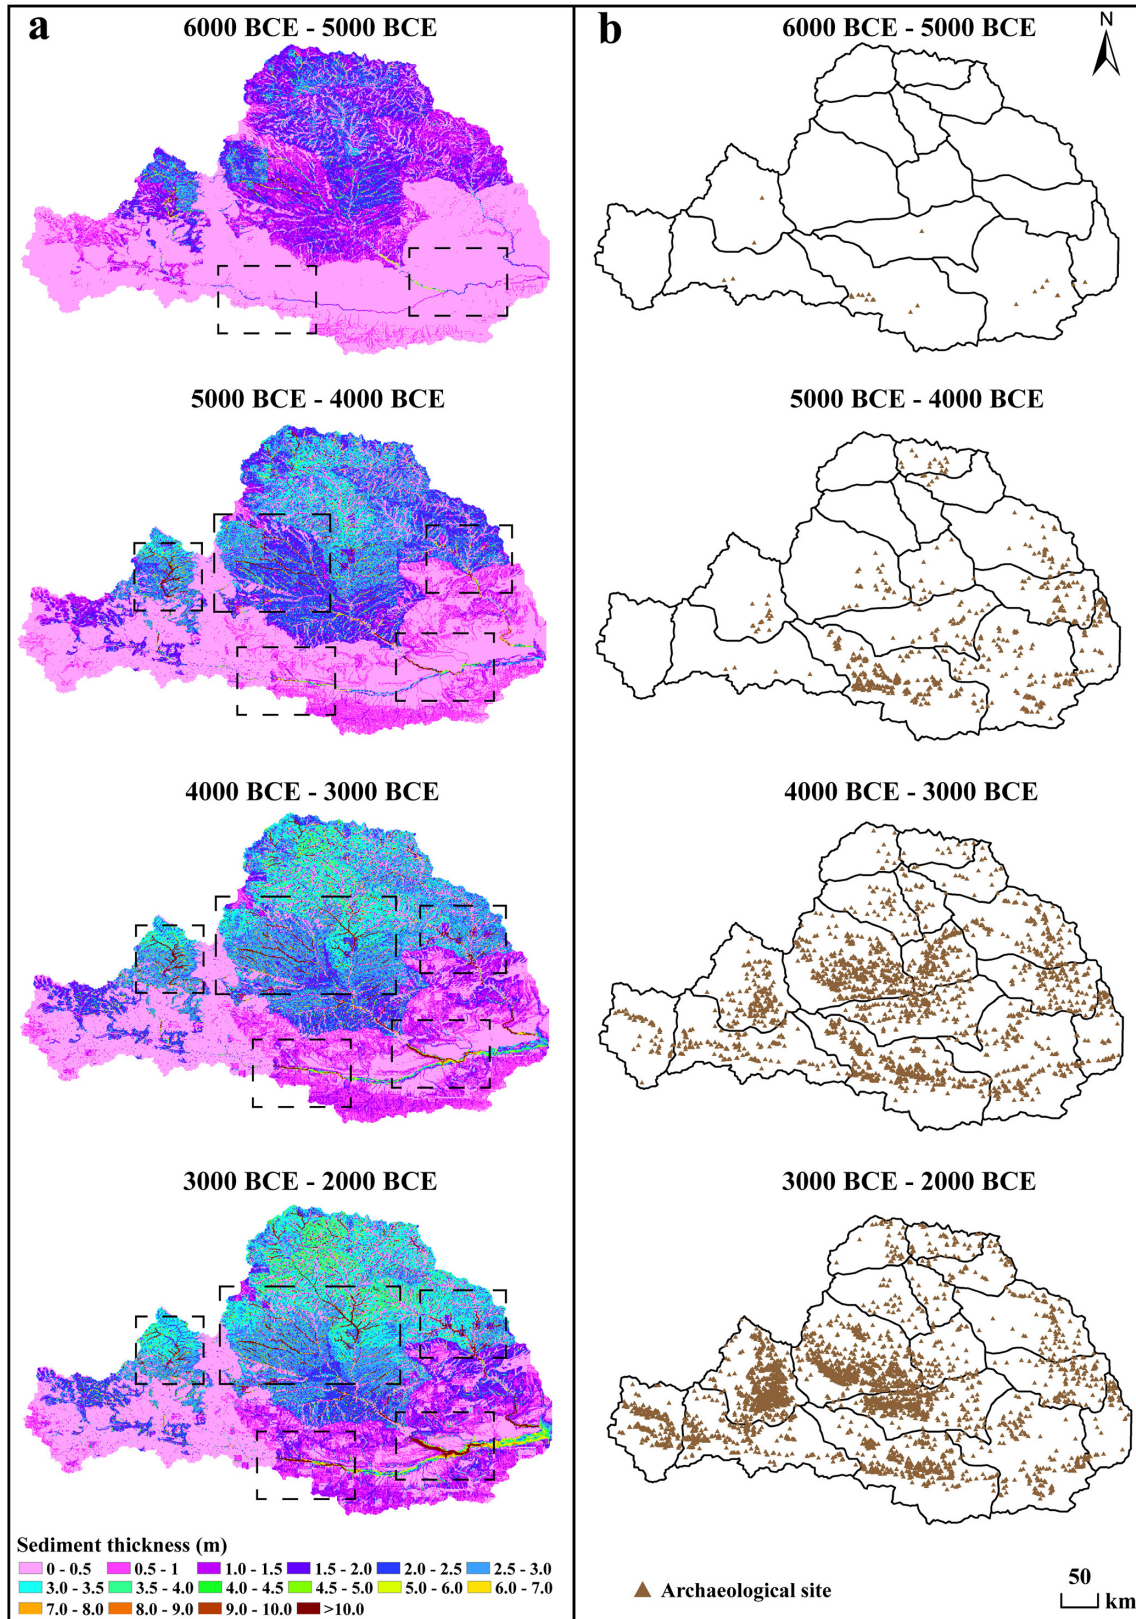 a
6000 BCE - 5000 BCE
5000 BCE - 4000 BCE
4000 BCE - 3000 BCE
3000 BCE - 2000 BCE
Sediment thickness (m)
0 - 0.5 0.5 - 1 1.0 - 1.5 1.5 - 2.0 2.0 - 2.5 2.5 - 3.0
3.0 - 3.5 3.5 - 4.0 4.0 - 4.5 4.5 - 5.0 5.0 - 6.0 6.0 - 7.0
7.0 - 8.0 8.0 - 9.0 9.0 - 10.0 >10.0
b
6000 BCE - 5000 BCE
N
5000 BCE - 4000 BCE
4000 BCE - 3000 BCE
3000 BCE - 2000 BCE
Archaeological site
50
km